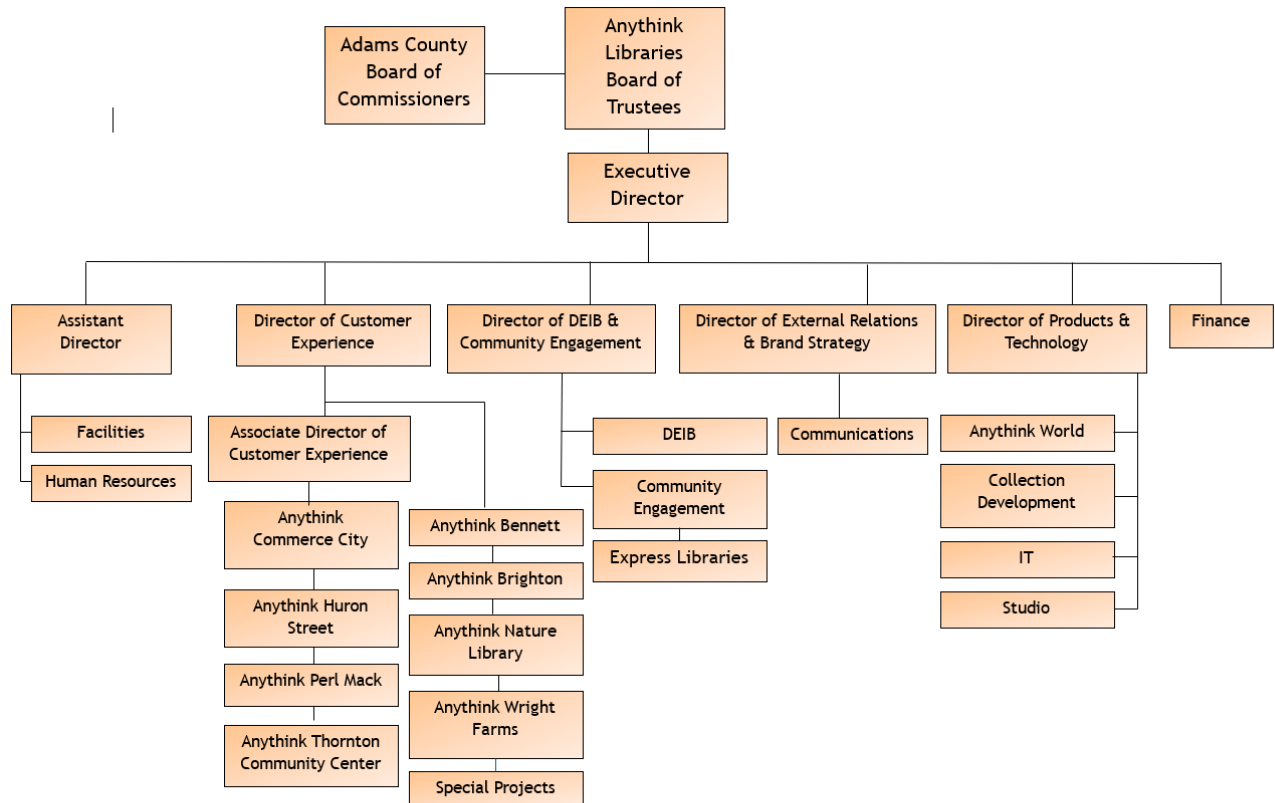 Adams County
Board of
Commissioners
Anythink
Libraries
Board of
Trustees
Executive
Director
Assistant
Director
Director of Customer
Experience
Director of DEIB &
Community Engagement
Director of External Relations
& Brand Strategy
Director of Products &
Technology
Finance
Facilities
Human Resources
Associate Director of
Customer Experience
Anythink
Commerce City
Anythink Huron
Street
Anythink Perl Mack
Anythink Thornton
Community Center
Anythink Bennett
Anythink Brighton
Anythink Nature
Library
Anythink Wright
Farms
Special Projects
DEIB
Community
Engagement
Express Libraries
Communications
Anythink World
Collection
Development
IT
Studio